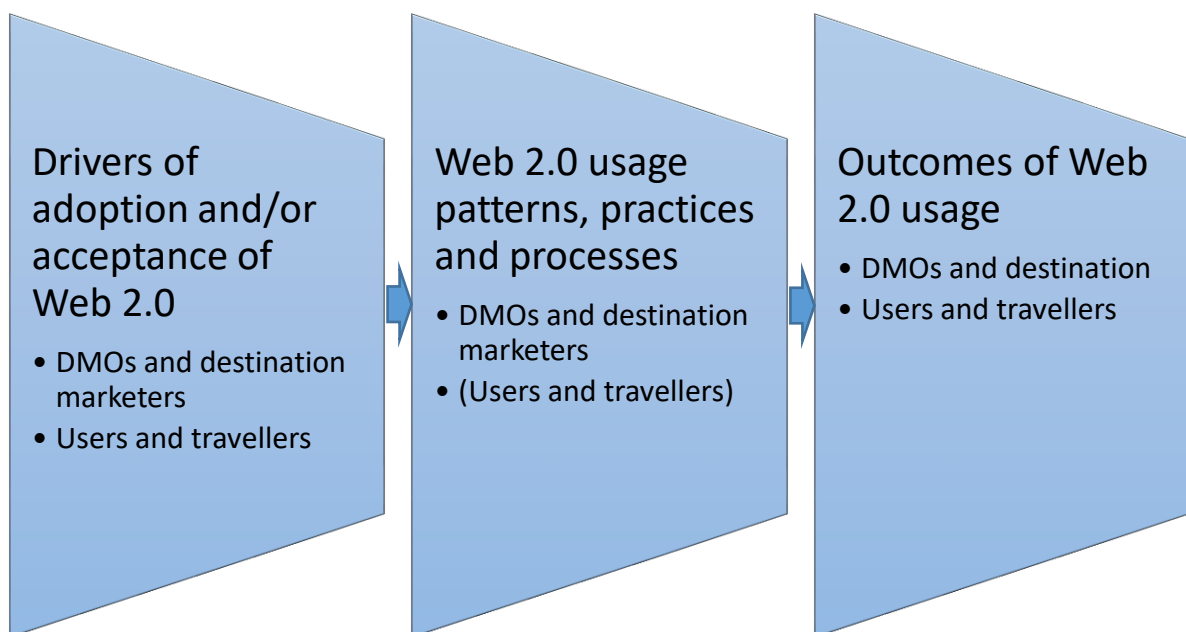 Drivers of
adoption and/or
acceptance of
Web 2.0
• DMOs and destination
marketers
• Users and travellers
Web 2.0 usage
patterns, practices
and processes
• DMOs and destination
marketers
• (Users and travellers)
Outcomes of Web
2.0 usage
• DMOs and destination
• Users and travellers